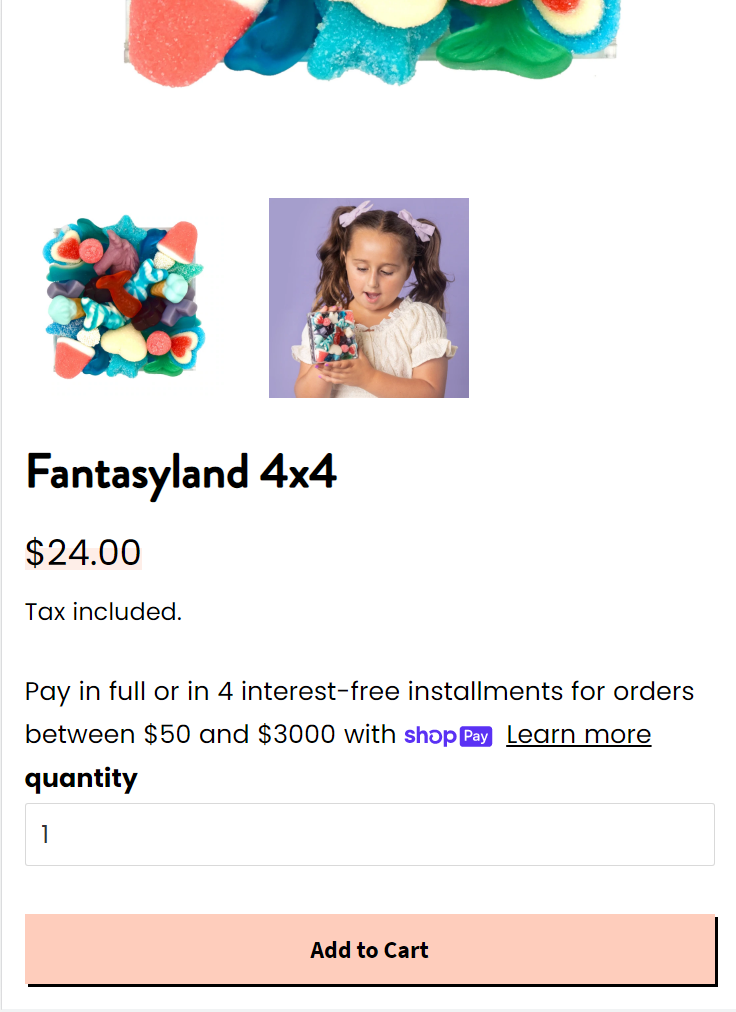 Fantasyland 4x4
$24.00
Tax included.
Pay in full or in 4 interest-free installments for orders
between $50 and $3000 with shop Pay Learn more
quantity
1
Add to Cart